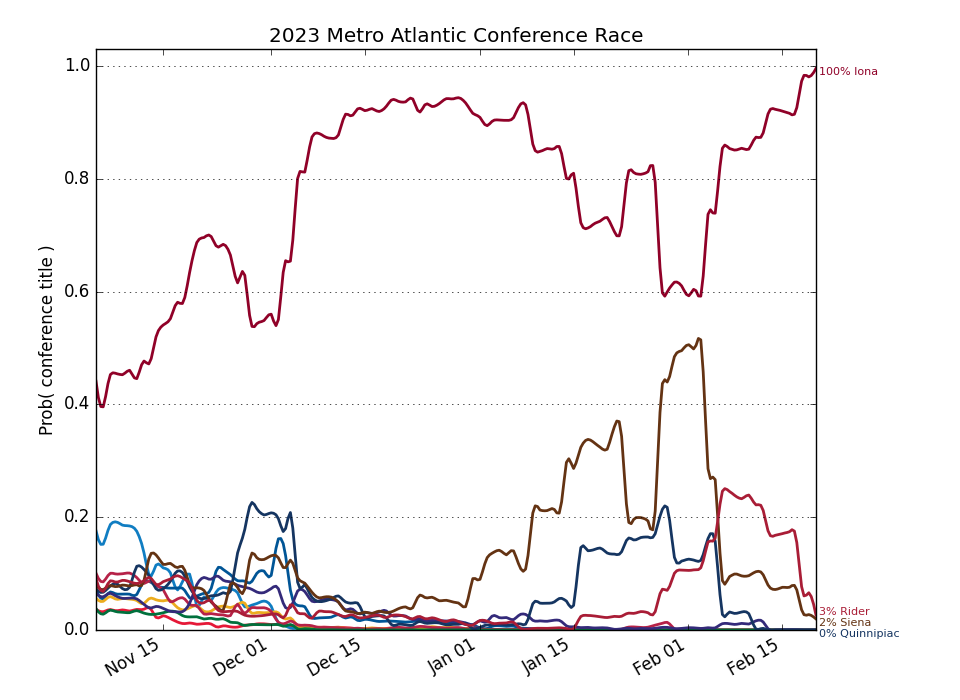 2023 Metro Atlantic Conference Race
Prob( conference title )
1.0
0.8
0.6
0.4
0.2
0.0
Nov 15
Dec 01
Dec 15
Jan 01
Jan 15
Feb 01
Feb 15
100% Iona
3% Rider
2% Siena
0% Quinnipiac